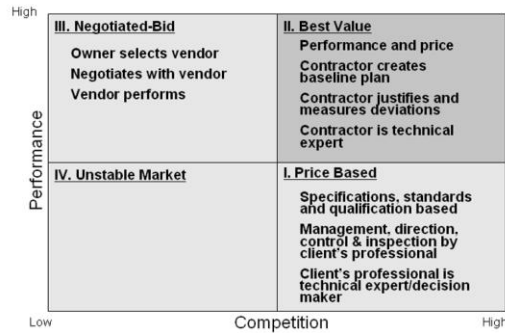 High
III. Negotiated-Bid
Owner selects vendor
Negotiates with vendor
Vendor performs
II. Best Value
Performance and price
Contractor creates
baseline plan
Contractor justifies and
measures deviations
Contractor is technical
expert
Performance
IV. Unstable Market
I. Price Based
Specifications, standards
and qualification based
Management, direction,
control & inspection by
client's professional
Client's professional is
technical expert/decision
maker
Low
Competition
High